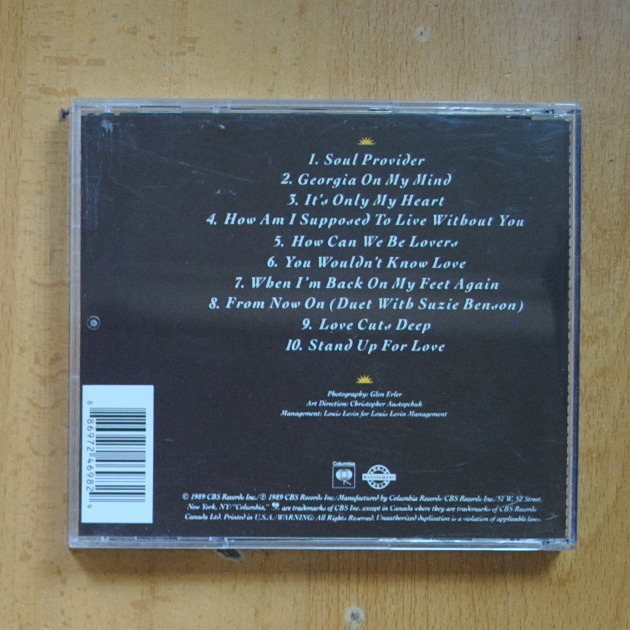 1. Soul Provider
2. Georgia On My Mind
3. It's Only My Heart
4. How Am I Supposed To Live Without You
5. How Can We Be Lovers
6. You Wouldn't Know Love
7. When I'm Back On My Feet Again
8. From Now On (Duet With Suzie Benson)
9. Love Cuts Deep
10. Stand Up For Love
Photography: Glen Erler
Art Direction: Christopher Austopchuk
Management: Louis Levin for Louis Levin Management
Columbia
© 1989 CBS Records Inc./℗ 1989 CBS Records Inc./Manufactured by Columbia Records/CBS Records Inc./51 W. 52 Street,
New York, NY/"Columbia," are trademarks of CBS Inc. except in Canada where they are trademarks of CBS Records
Canada Ltd. Printed in U.S.A./WARNING: All Rights Reserved. Unauthorized duplication is a violation of applicable laws.
8 86972 46982 9